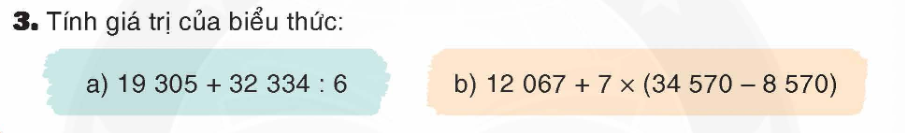 3. Tính giá trị của biểu thức:
a) 19 305 + 32 334 : 6
b) 12 067 + 7 × (34 570 – 8 570)